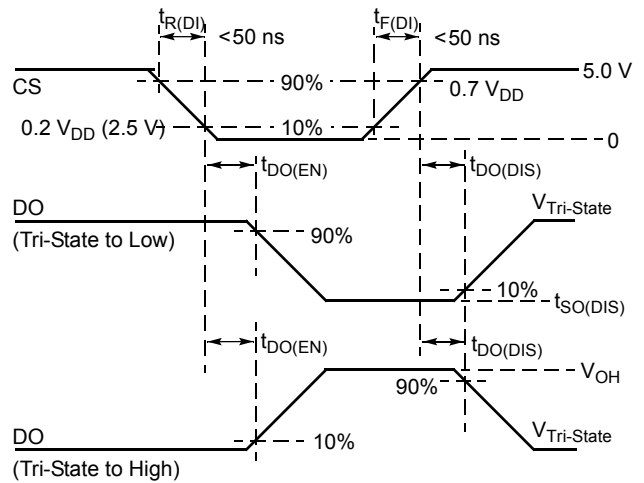 t_R(DI) <50 ns t_F(DI) <50 ns
5.0 V
CS 90% 0.7 V_DD
0.2 V_DD (2.5 V) 10% 0
t_DO(EN) t_DO(DIS)
DO V_Tri-State
(Tri-State to Low) 90%
10% t_SO(DIS)
t_DO(EN) t_DO(DIS)
V_OH
90%
DO 10% V_Tri-State
(Tri-State to High)